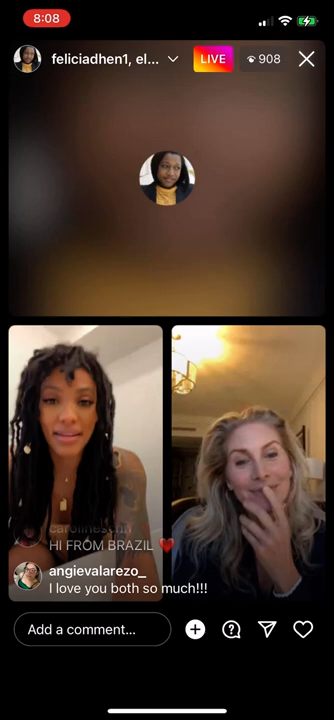 8:08
feliciadhen1, el...
LIVE
908
HI FROM BRAZIL ❤️
angievalarezo_
I love you both so much!!!
Add a comment...